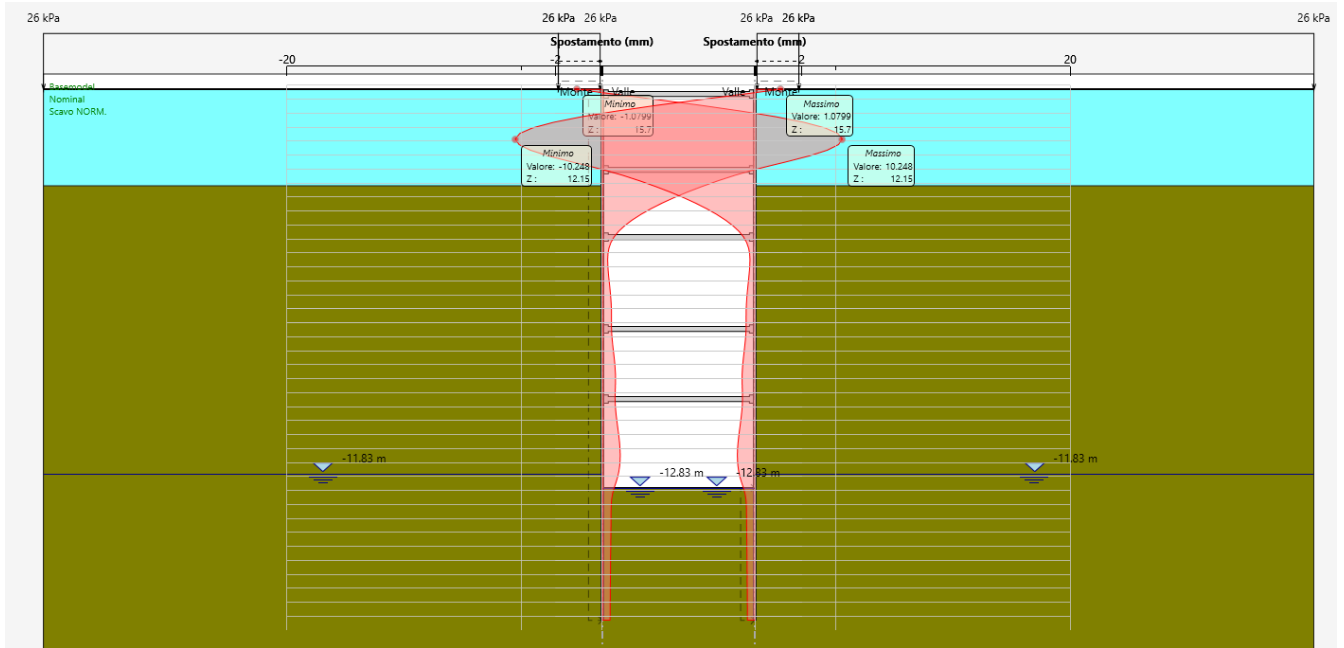 26 kPa 26 kPa 26 kPa 26 kPa 26 kPa 26 kPa
Spostamento (mm) Spostamento (mm)
-20 -2 2 20
Basemodel
Nominal
Scavo NORM.
Monte Valle Valle Monte
Minimo
Valore: -1.0799
Z : 15.7
Massimo
Valore: 1.0799
Z : 15.7
Minimo
Valore: -10.248
Z : 12.15
Massimo
Valore: 10.248
Z : 12.15
-11.83 m -12.83 m -12.83 m -11.83 m